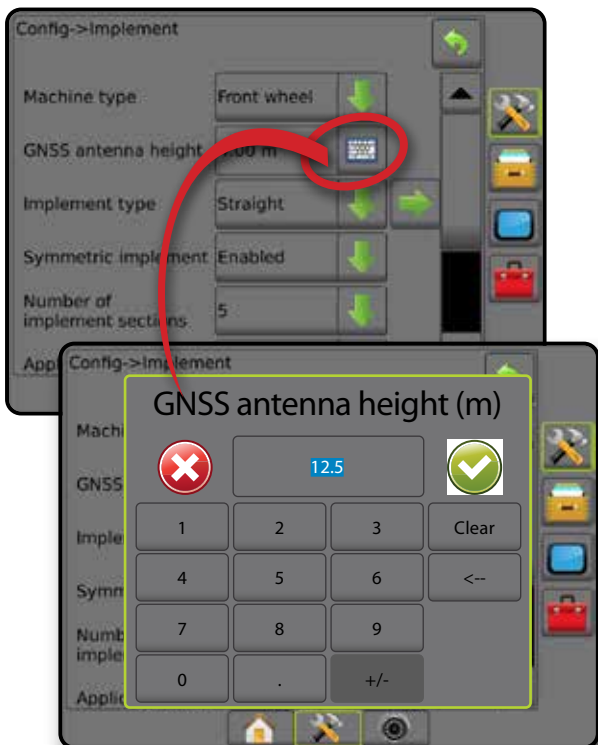 Config->Implement
Machine type Front wheel
GNSS antenna height m
Implement type Straight
Symmetric implement Enabled
Number of
implement sections 5
Config->Implement
GNSS antenna height (m)
12.5
GNSS
1 2 3 Clear
4 5 6 <--
7 8 9
0 . +/-